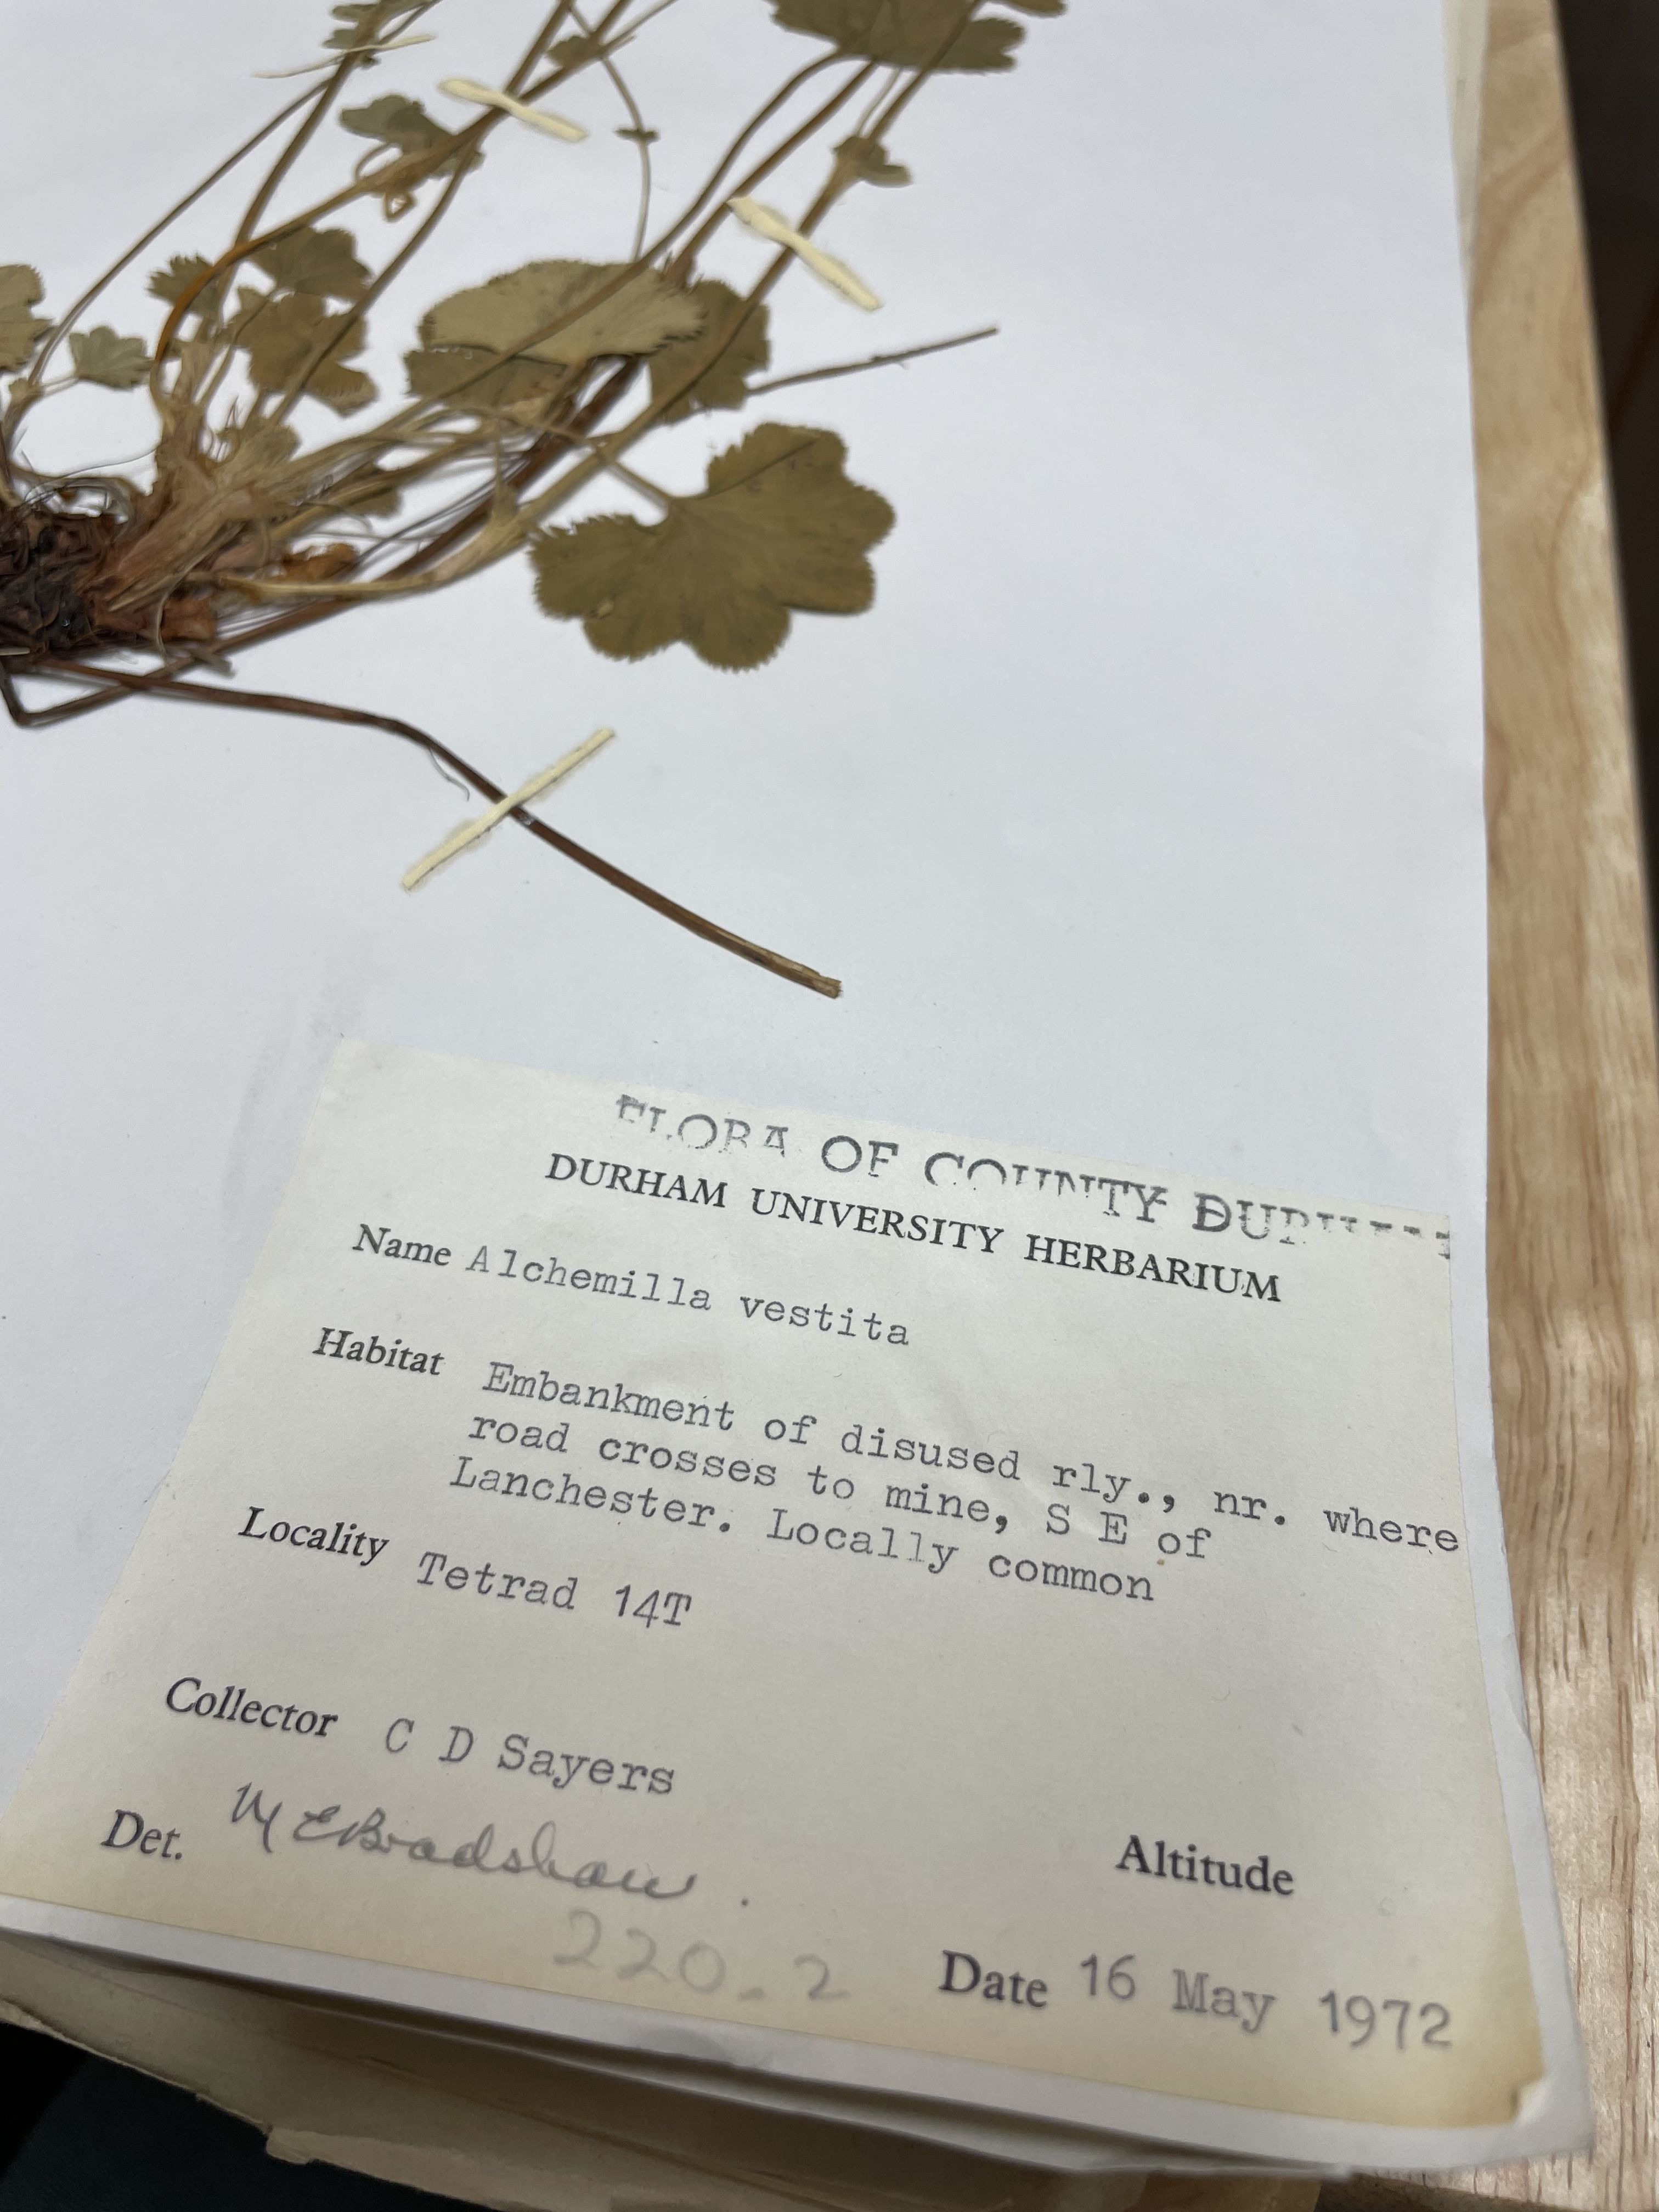 FLORA OF COUNTY DURHAM
DURHAM UNIVERSITY HERBARIUM
Name Alchemilla vestita
Habitat Embankment of disused rly., nr. where
road crosses to mine, S E of
Lanchester. Locally common
Locality Tetrad 14T
Collector C D Sayers
Det. M E Bradshaw.
Altitude
220.2
Date 16 May 1972